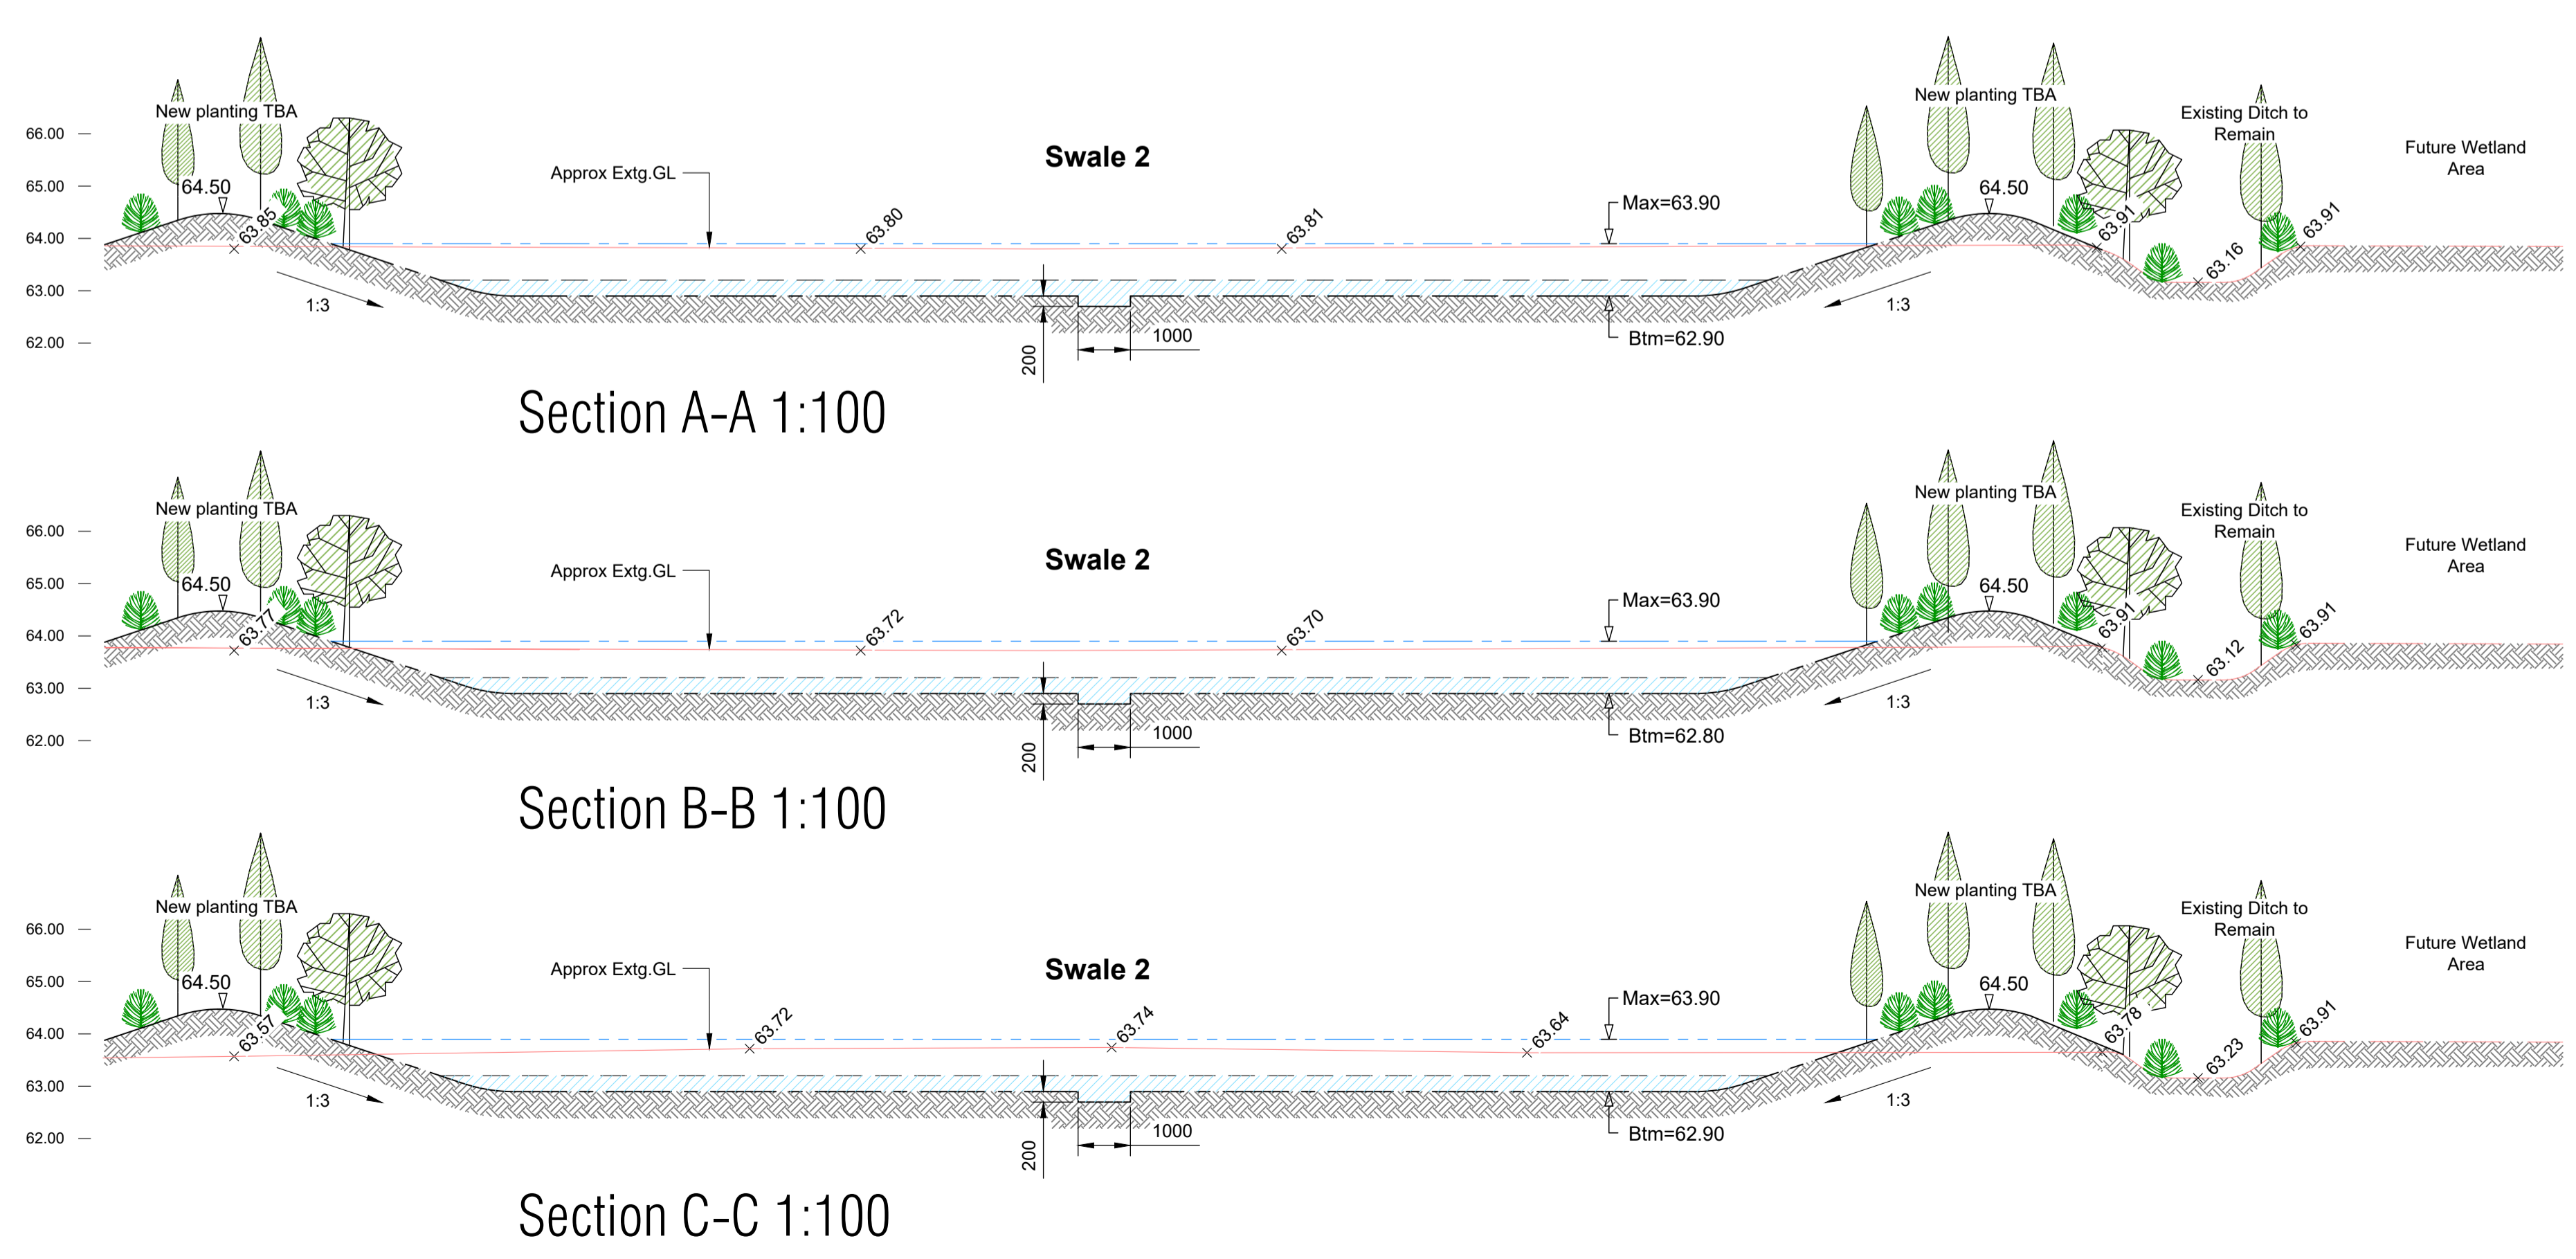 New planting TBA
New planting TBA
Existing Ditch to
Remain
Future Wetland
Area
66.00
65.00
64.00
63.00
62.00
64.50
63.85
Approx Extg.GL
Swale 2
63.80
63.81
Max=63.90
64.50
63.91
63.16
63.91
1:3
200
1000
Btm=62.90
1:3
Section A-A 1:100
New planting TBA
New planting TBA
Existing Ditch to
Remain
Future Wetland
Area
66.00
65.00
64.00
63.00
62.00
64.50
63.77
Approx Extg.GL
Swale 2
63.72
63.70
Max=63.90
64.50
63.91
63.12
63.91
1:3
200
1000
Btm=62.80
1:3
Section B-B 1:100
New planting TBA
New planting TBA
Existing Ditch to
Remain
Future Wetland
Area
66.00
65.00
64.00
63.00
62.00
64.50
63.57
Approx Extg.GL
Swale 2
63.72
63.74
63.64
Max=63.90
64.50
63.78
63.23
63.91
1:3
200
1000
Btm=62.90
1:3
Section C-C 1:100